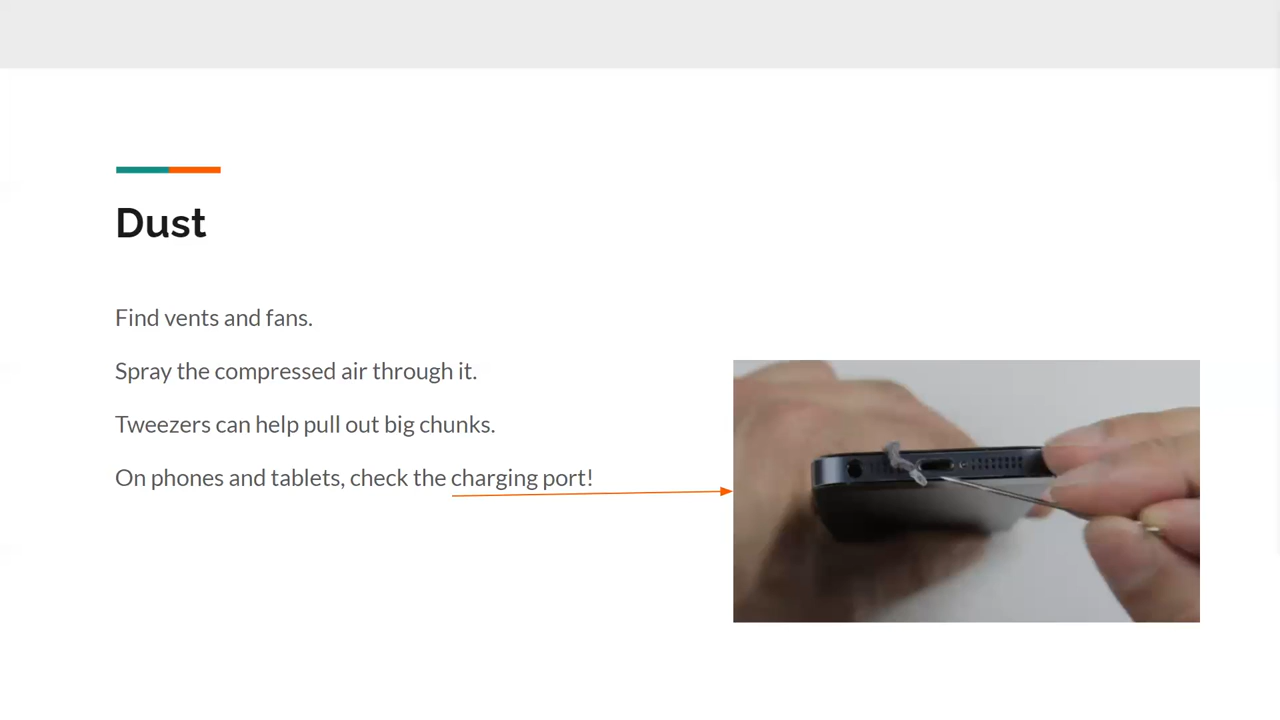 Dust
Find vents and fans.
Spray the compressed air through it.
Tweezers can help pull out big chunks.
On phones and tablets, check the charging port!